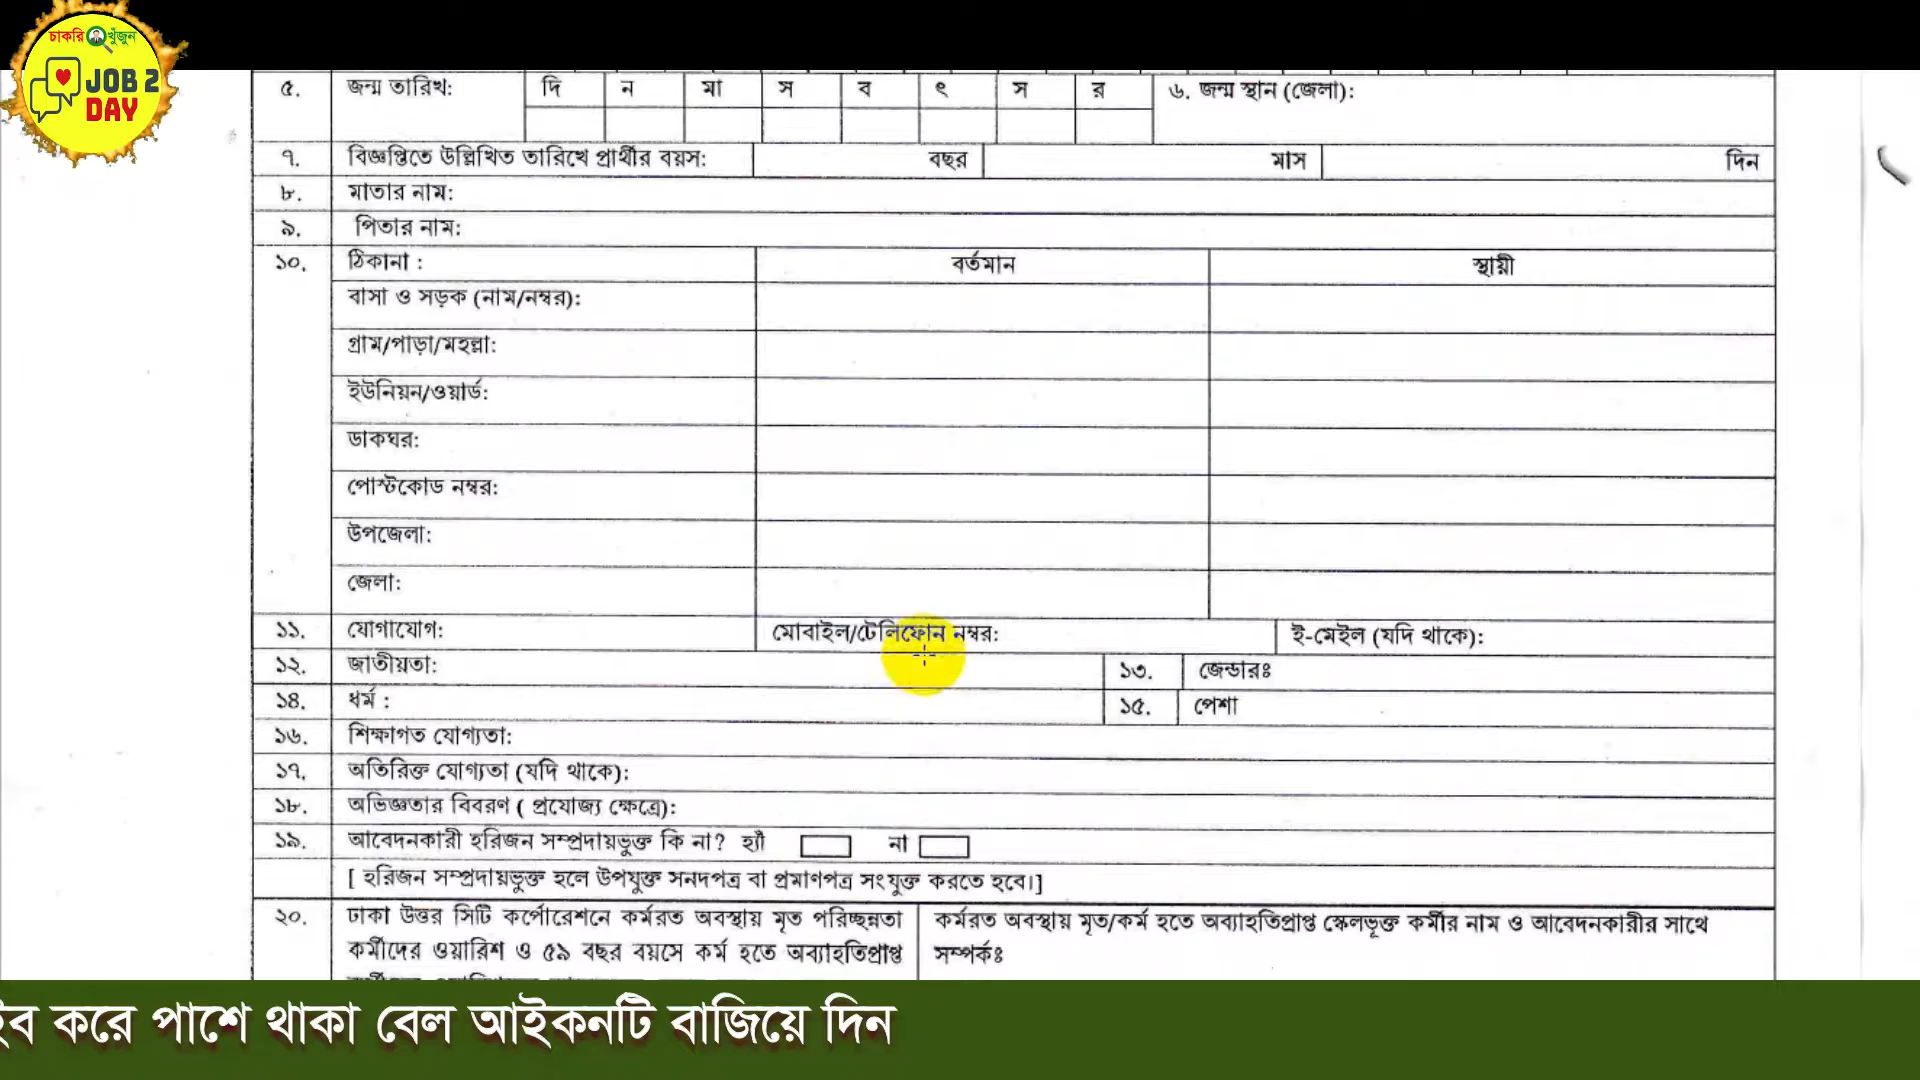 চাকরি খুঁজুন
JOB 2
DAY
৫. জন্ম তারিখ: দি ন মা স ব ৎ স র ৬. জন্ম স্থান (জেলা):
৭. বিজ্ঞপ্তিতে উল্লিখিত তারিখে প্রার্থীর বয়স: বছর মাস দিন
৮. মাতার নাম:
৯. পিতার নাম:
১০. ঠিকানা : বর্তমান স্থায়ী
বাসা ও সড়ক (নাম/নম্বর):
গ্রাম/পাড়া/মহল্লা:
ইউনিয়ন/ওয়ার্ড:
ডাকঘর:
পোস্টকোড নম্বর:
উপজেলা:
জেলা:
১১. যোগাযোগ: মোবাইল/টেলিফোন নম্বর: ই-মেইল (যদি থাকে):
১২. জাতীয়তা: ১৩. জেন্ডারঃ
১৪. ধর্ম : ১৫. পেশা
১৬. শিক্ষাগত যোগ্যতা:
১৭. অতিরিক্ত যোগ্যতা (যদি থাকে):
১৮. অভিজ্ঞতার বিবরণ ( প্রযোজ্য ক্ষেত্রে):
১৯. আবেদনকারী হরিজন সম্প্রদায়ভুক্ত কি না? হ্যাঁ না
[ হরিজন সম্প্রদায়ভুক্ত হলে উপযুক্ত সনদপত্র বা প্রমাণপত্র সংযুক্ত করতে হবে।]
২০. ঢাকা উত্তর সিটি কর্পোরেশনে কর্মরত অবস্থায় মৃত পরিচ্ছন্নতা
কর্মীদের ওয়ারিশ ও ৫৯ বছর বয়সে কর্ম হতে অব্যাহতিপ্রাপ্ত
কর্মরত অবস্থায় মৃত/কর্ম হতে অব্যাহতিপ্রাপ্ত স্কেলভূক্ত কর্মীর নাম ও আবেদনকারীর সাথে
সম্পর্কঃ
করে পাশে থাকা বেল আইকনটি বাজিয়ে দিন